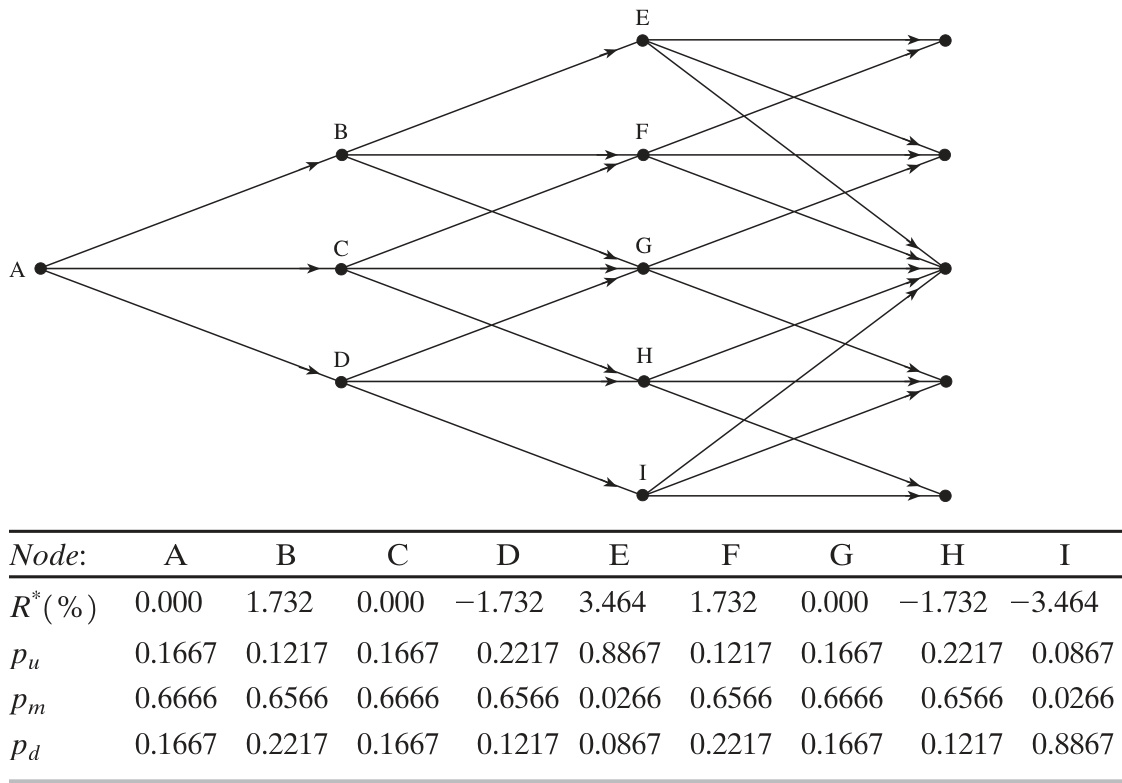 E
B
F
A
C
G
D
H
I
Node: A B C D E F G H I
R*(%) 0.000 1.732 0.000 −1.732 3.464 1.732 0.000 −1.732 −3.464
pu 0.1667 0.1217 0.1667 0.2217 0.8867 0.1217 0.1667 0.2217 0.0867
pm 0.6666 0.6566 0.6666 0.6566 0.0266 0.6566 0.6666 0.6566 0.0266
pd 0.1667 0.2217 0.1667 0.1217 0.0867 0.2217 0.1667 0.1217 0.8867